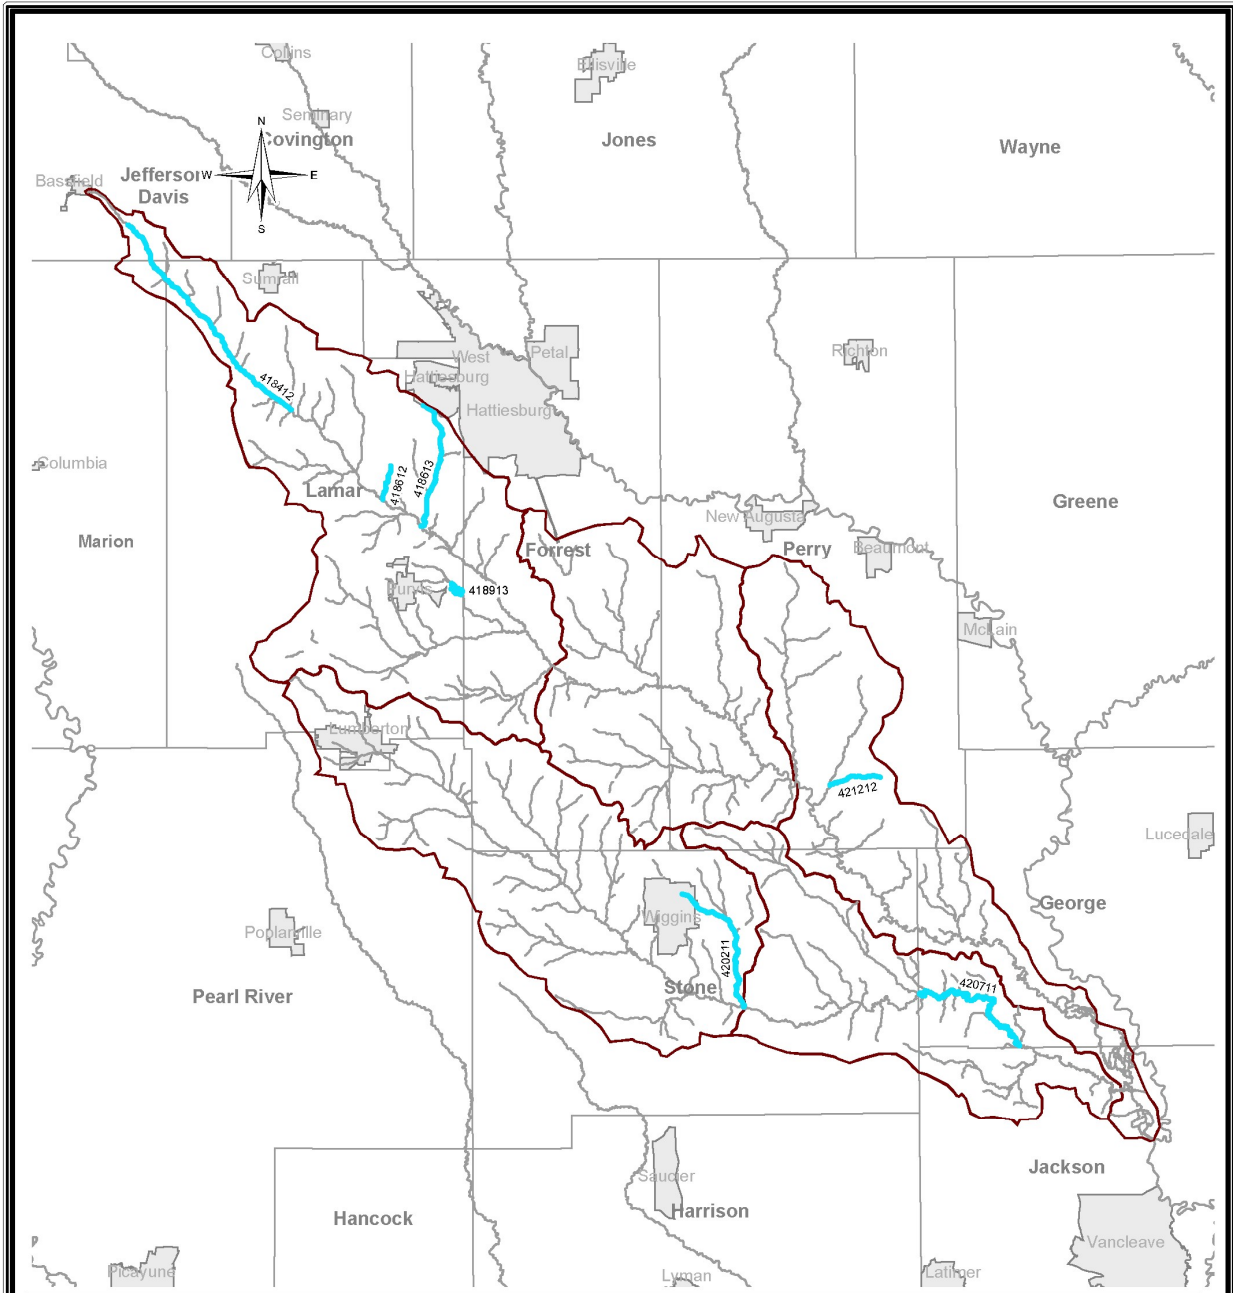 Collins
Ellisville
Seminary
N
Covington
Jones
Wayne
Bassfield
Jefferson
Davis
W
E
S
Sumrall
West
Hattiesburg
Petal
Richton
Hattiesburg
418412
Columbia
418612
418613
Lamar
Greene
New Augusta
Marion
Forrest
Perry
Beaumont
Purvis
418913
McLain
Lumberton
421212
Lucedale
George
Wiggins
Poplarville
420211
Stone
420711
Pearl River
Jackson
Saucier
Harrison
Hancock
Vancleave
Picayune
Lyman
Latimer